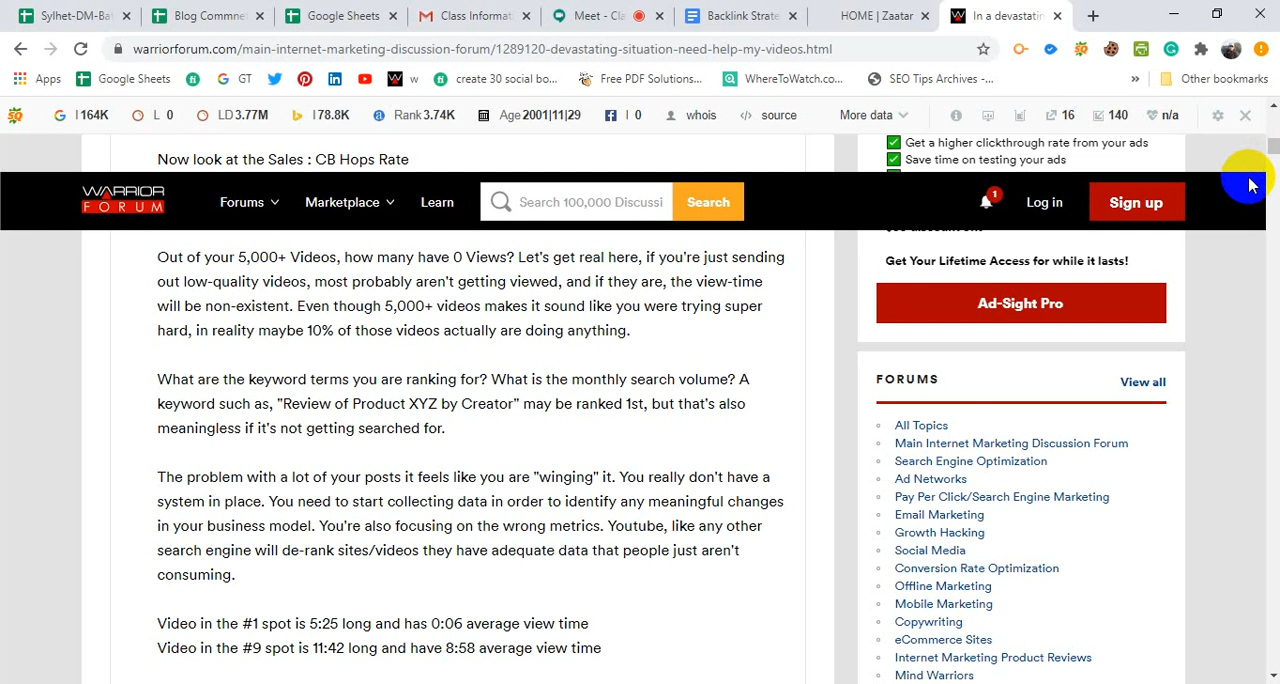 Sylhet-DM-Bat
Blog Commne
Google Sheets
Class Informat
Meet - Cla
Backlink Strate
HOME | Zaatar
In a devastatin
warriorforum.com/main-internet-marketing-discussion-forum/1289120-devastating-situation-need-help-my-videos.html
Apps
Google Sheets
GT
w
create 30 social bo...
Free PDF Solutions...
WhereToWatch.co...
SEO Tips Archives -...
»
Other bookmarks
SQ
I 164K
L 0
LD 3.77M
I 78.8K
Rank 3.74K
Age 2001|11|29
I 0
whois
source
More data
16
140
n/a
Now look at the Sales : CB Hops Rate
Get a higher clickthrough rate from your ads
Save time on testing your ads
WARRIOR
FORUM
Forums
Marketplace
Learn
Search 100,000 Discussi
Search
1
Log in
Sign up
Out of your 5,000+ Videos, how many have 0 Views? Let's get real here, if you're just sending
out low-quality videos, most probably aren't getting viewed, and if they are, the view-time
will be non-existent. Even though 5,000+ videos makes it sound like you were trying super
hard, in reality maybe 10% of those videos actually are doing anything.
What are the keyword terms you are ranking for? What is the monthly search volume? A
keyword such as, "Review of Product XYZ by Creator" may be ranked 1st, but that's also
meaningless if it's not getting searched for.
The problem with a lot of your posts it feels like you are "winging" it. You really don't have a
system in place. You need to start collecting data in order to identify any meaningful changes
in your business model. You're also focusing on the wrong metrics. Youtube, like any other
search engine will de-rank sites/videos they have adequate data that people just aren't
consuming.
Video in the #1 spot is 5:25 long and has 0:06 average view time
Video in the #9 spot is 11:42 long and have 8:58 average view time
Get Your Lifetime Access for while it lasts!
Ad-Sight Pro
FORUMS
View all
All Topics
Main Internet Marketing Discussion Forum
Search Engine Optimization
Ad Networks
Pay Per Click/Search Engine Marketing
Email Marketing
Growth Hacking
Social Media
Conversion Rate Optimization
Offline Marketing
Mobile Marketing
Copywriting
eCommerce Sites
Internet Marketing Product Reviews
Mind Warriors